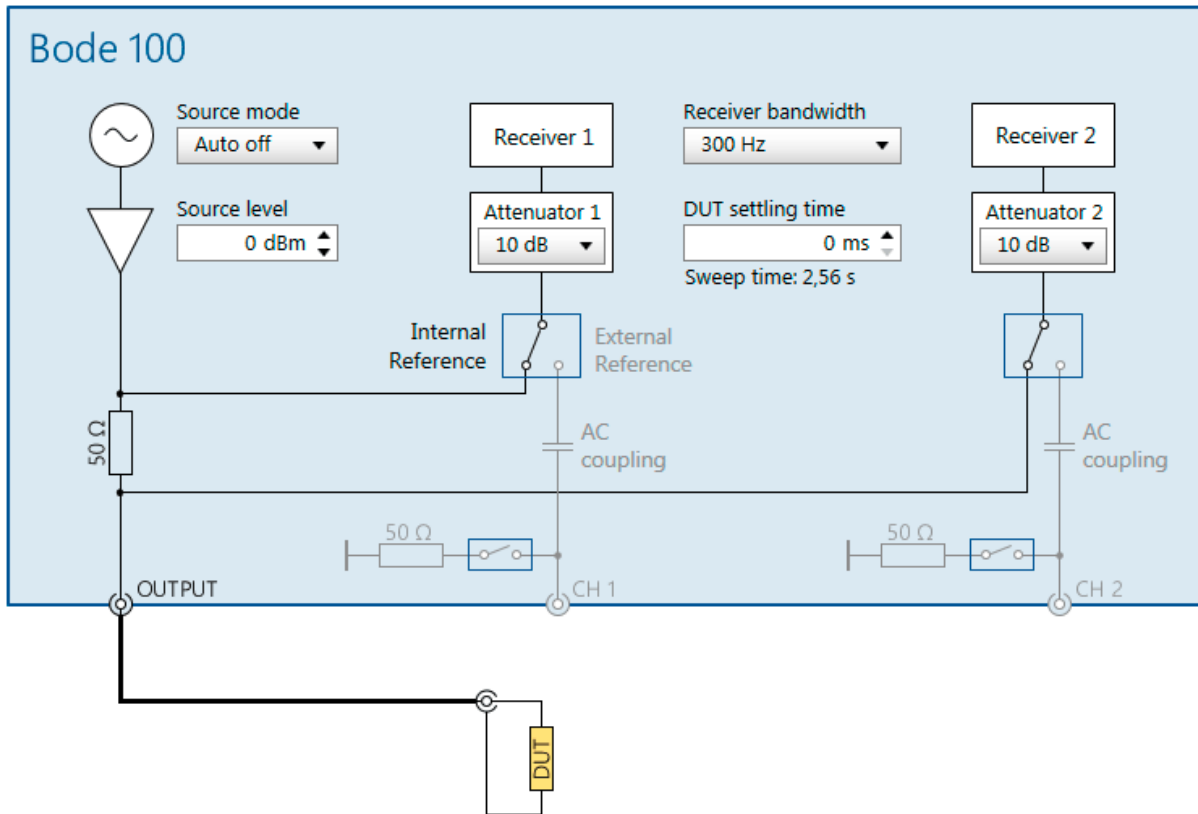 Bode 100
Source mode
Auto off
Source level
0 dBm
Receiver 1
Attenuator 1
10 dB
Receiver bandwidth
300 Hz
DUT settling time
0 ms
Sweep time: 2,56 s
Receiver 2
Attenuator 2
10 dB
Internal
Reference
External
Reference
50 Ω
AC
coupling
AC
coupling
50 Ω
50 Ω
OUTPUT
CH 1
CH 2
DUT